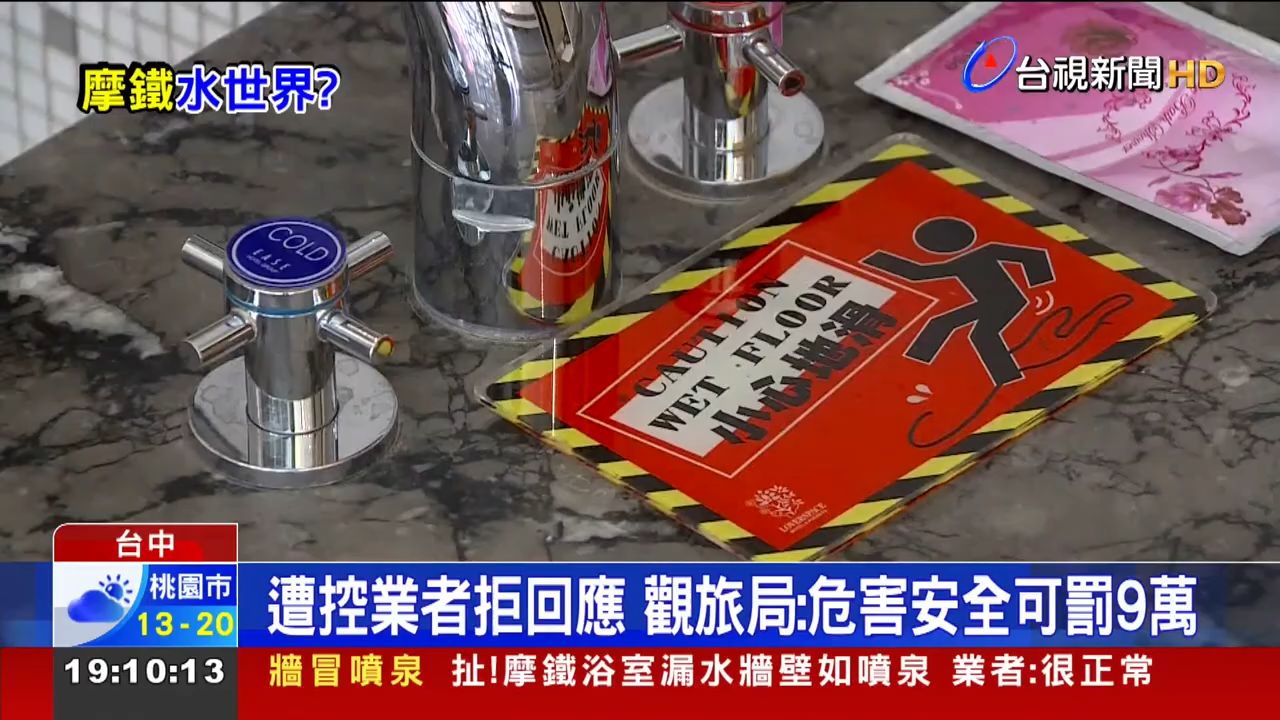 摩鐵水世界?
台視新聞HD
COLD
EASE
CAUTION
WET FLOOR
小心地滑
LOVERSPACE
台中
桃園市
13-20
遭控業者拒回應 觀旅局:危害安全可罰9萬
19:10:13
牆冒噴泉 扯!摩鐵浴室漏水牆壁如噴泉 業者:很正常